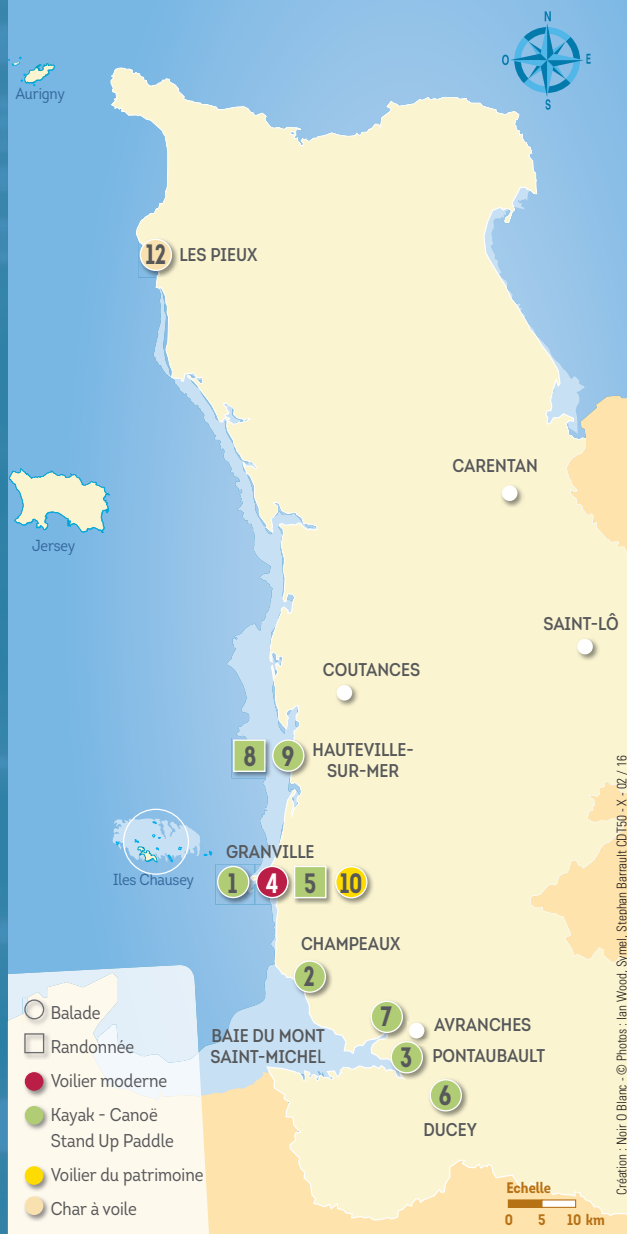 N
O
E
S
Aurigny
12
LES PIEUX
CARENTAN
Jersey
SAINT-LÔ
COUTANCES
8
9
HAUTEVILLE-
SUR-MER
GRANVILLE
Iles Chausey
1
4
5
10
CHAMPEAUX
2
7
AVRANCHES
BAIE DU MONT
SAINT-MICHEL
3
PONTAUBAULT
6
DUCEY
Balade
Randonnée
Voilier moderne
Kayak - Canoë
Stand Up Paddle
Voilier du patrimoine
Char à voile
Echelle
0 5 10 km
Création : Noir O Blanc - © Photos : Ian Wood, Symel, Stephan Barrault CDT50 - X - 02 / 16